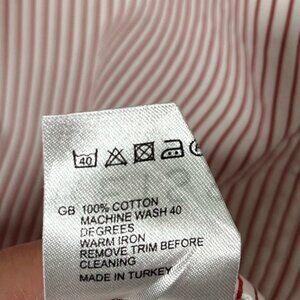 40
GB 100% COTTON
MACHINE WASH 40
DEGREES
WARM IRON
REMOVE TRIM BEFORE
CLEANING
MADE IN TURKEY